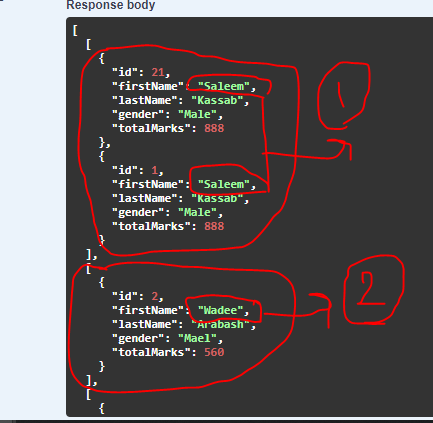 Response body
[
[
{
"id": 21,
"firstName": "Saleem",
"lastName": "Kassab",
"gender": "Male",
"totalMarks": 888
},
{
"id": 1,
"firstName": "Saleem",
"lastName": "Kassab",
"gender": "Male",
"totalMarks": 888
}
],
[
{
"id": 2,
"firstName": "Wadee",
"lastName": "Arabash",
"gender": "Mael",
"totalMarks": 560
}
],
[
{
1
2